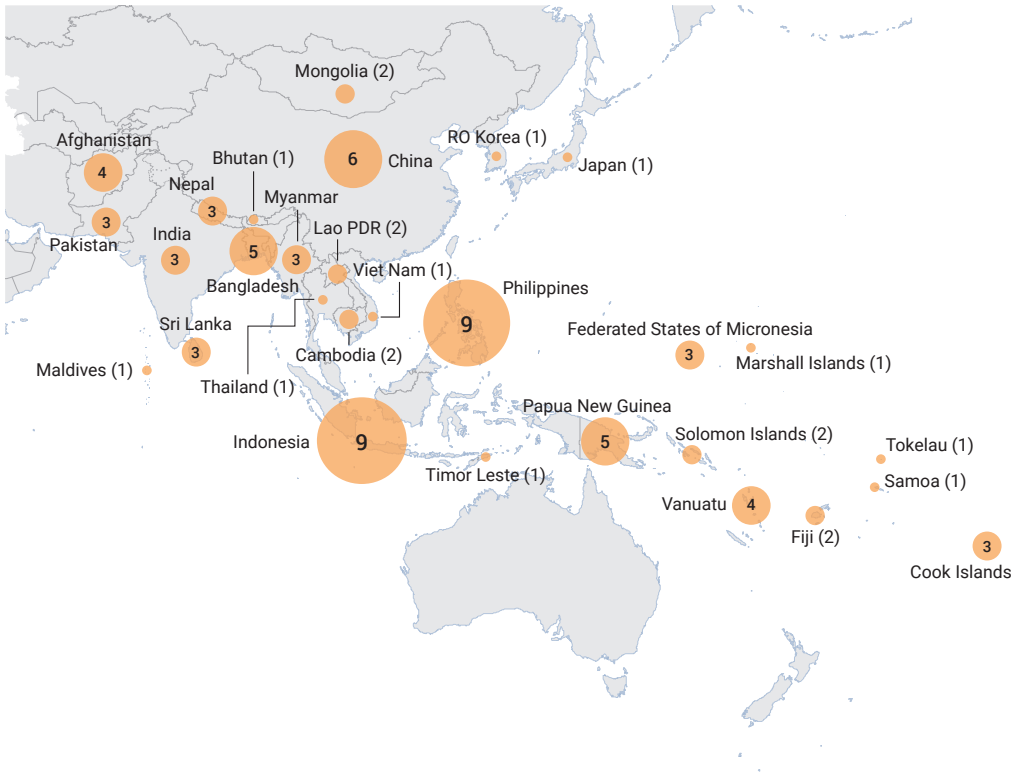 Mongolia (2)
Afghanistan
4
Bhutan (1)
6
China
RO Korea (1)
Japan (1)
Nepal
3
Myanmar
3
Pakistan
India
3
Lao PDR (2)
5
Bangladesh
3
Viet Nam (1)
Philippines
9
Sri Lanka
3
Cambodia (2)
Maldives (1)
Thailand (1)
Federated States of Micronesia
3
Marshall Islands (1)
Indonesia
9
Papua New Guinea
5
Solomon Islands (2)
Timor Leste (1)
Tokelau (1)
Samoa (1)
Vanuatu
4
Fiji (2)
3
Cook Islands